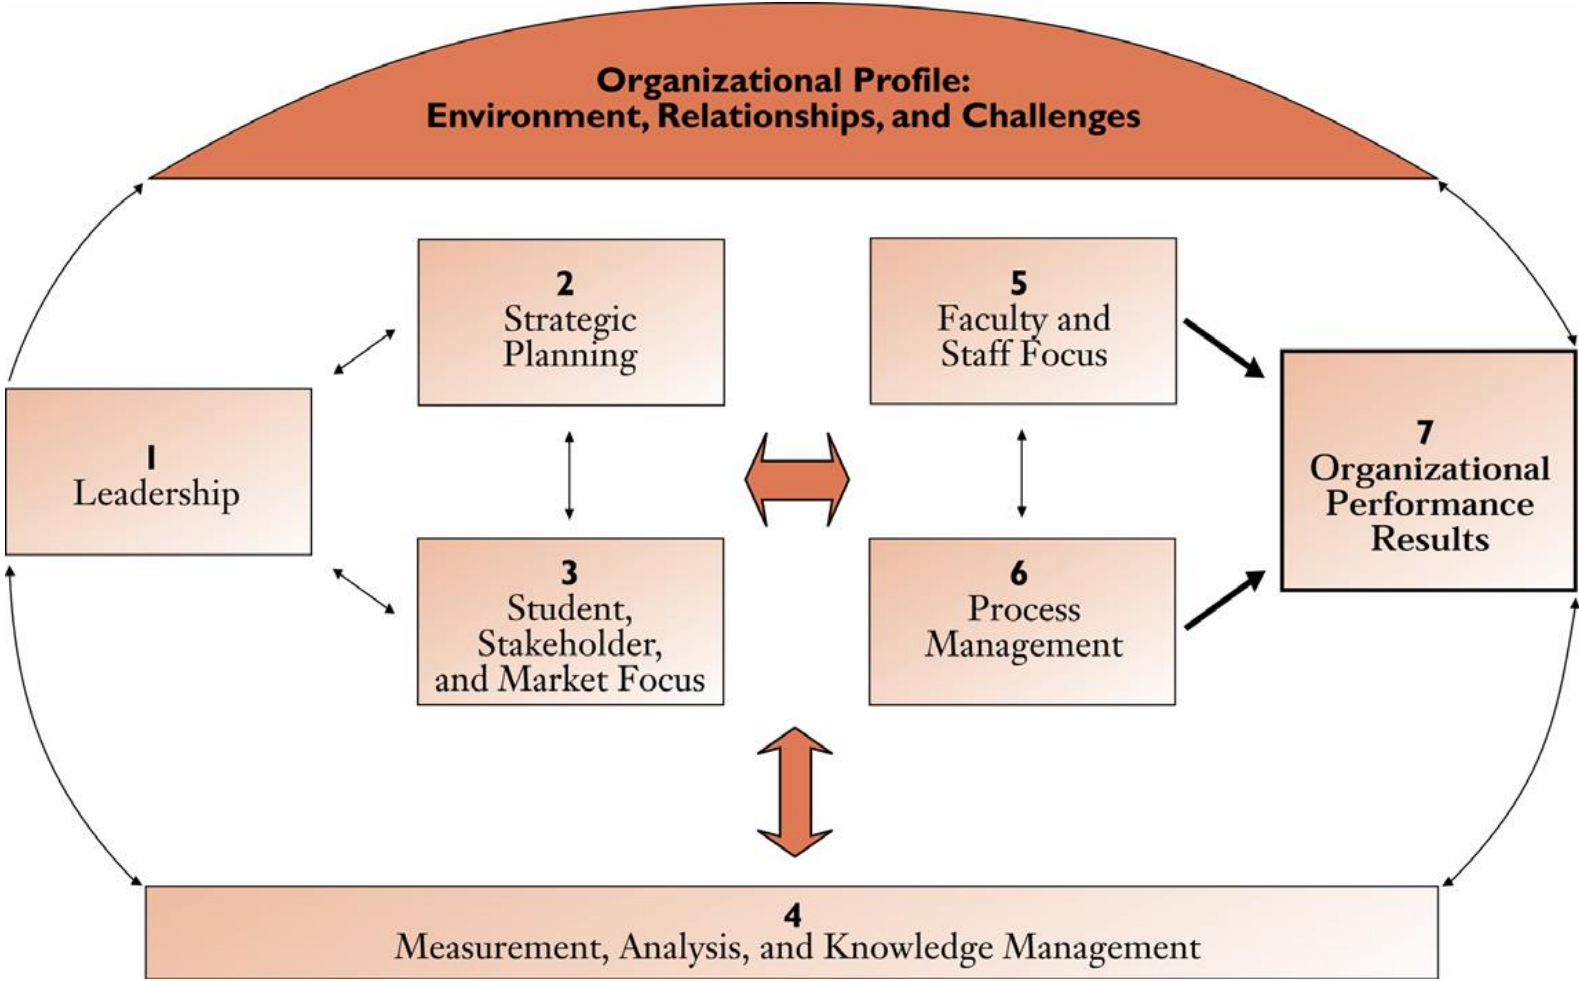 Organizational Profile:
Environment, Relationships, and Challenges
2
Strategic
Planning
5
Faculty and
Staff Focus
1
Leadership
7
Organizational
Performance
Results
3
Student,
Stakeholder,
and Market Focus
6
Process
Management
4
Measurement, Analysis, and Knowledge Management